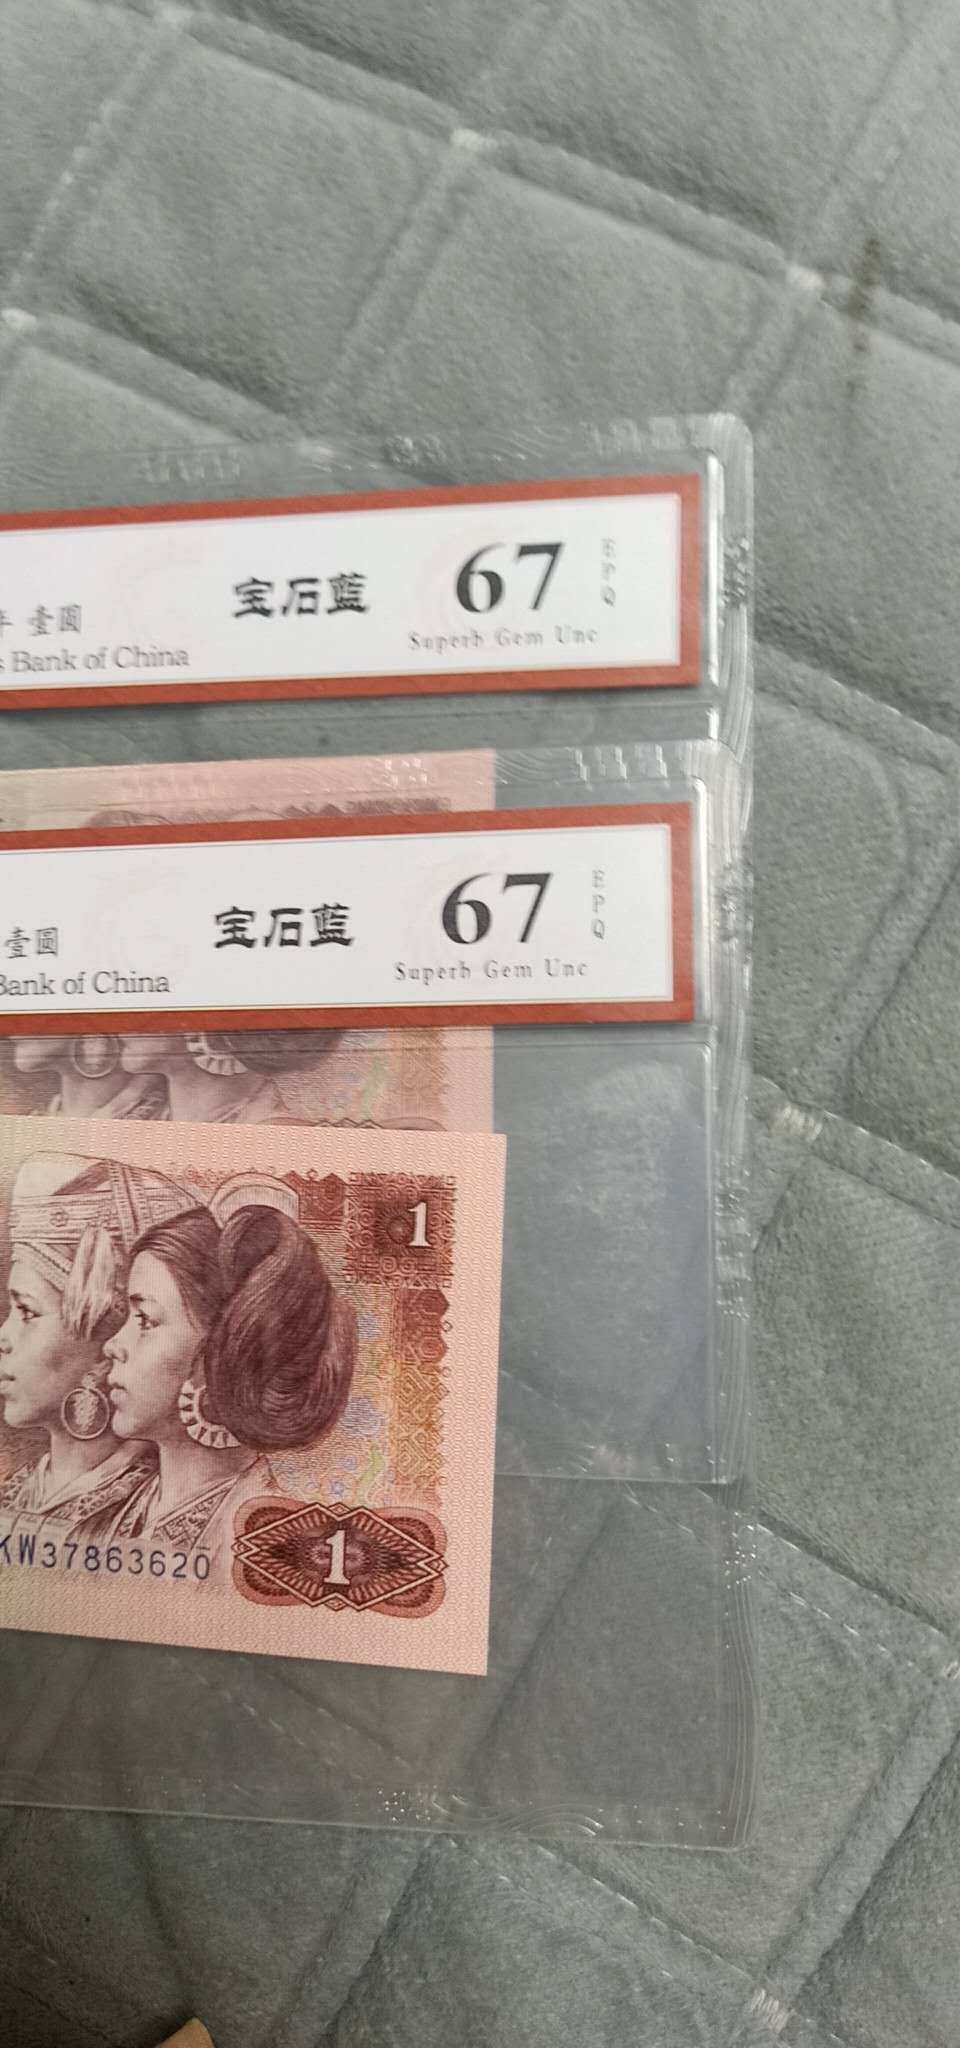 年 壹圆
s Bank of China
宝石蓝
67
EPQ
Superb Gem Unc
壹圆
Bank of China
宝石蓝
67
EPQ
Superb Gem Unc
1
KW37863620
1